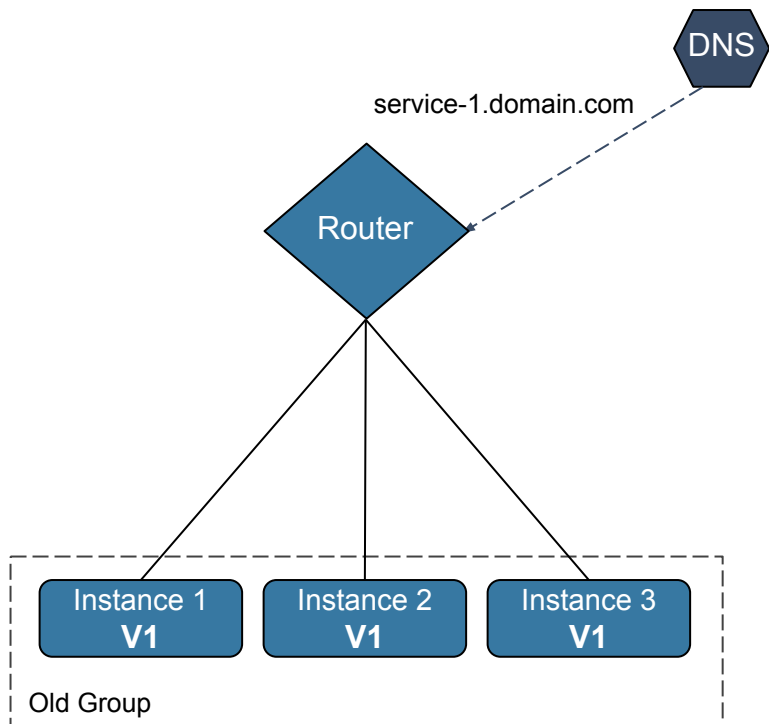 DNS
service-1.domain.com
Router
Instance 1
V1
Instance 2
V1
Instance 3
V1
Old Group